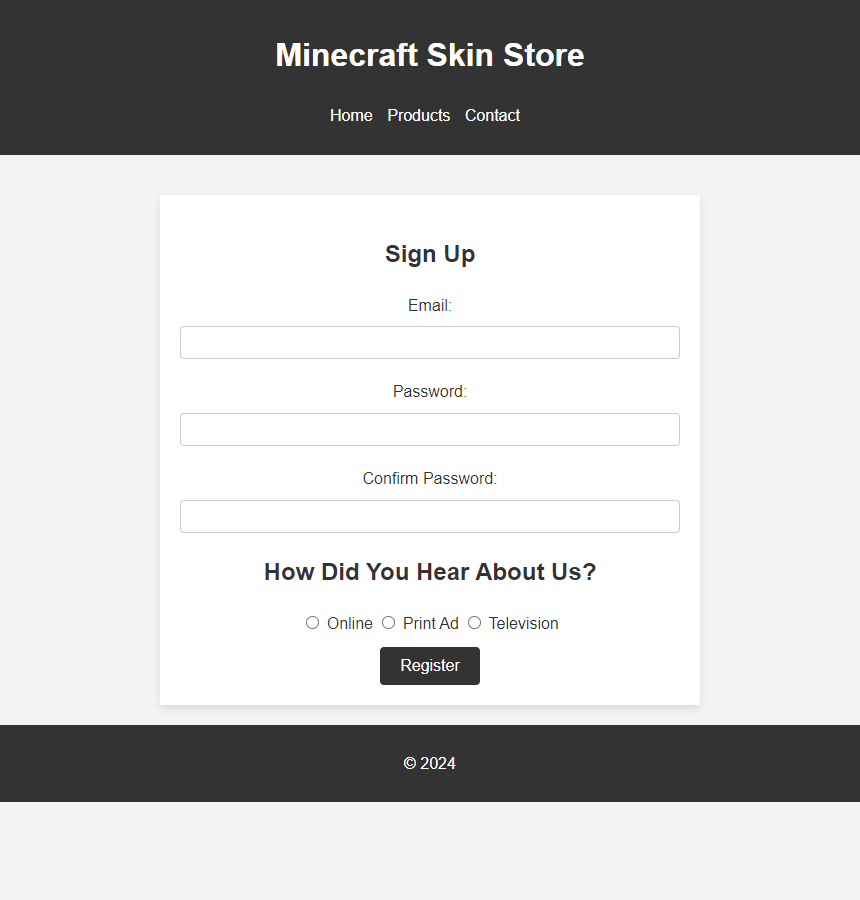 Minecraft Skin Store
Home Products Contact
Sign Up
Email:
Password:
Confirm Password:
How Did You Hear About Us?
Online Print Ad Television
Register
© 2024